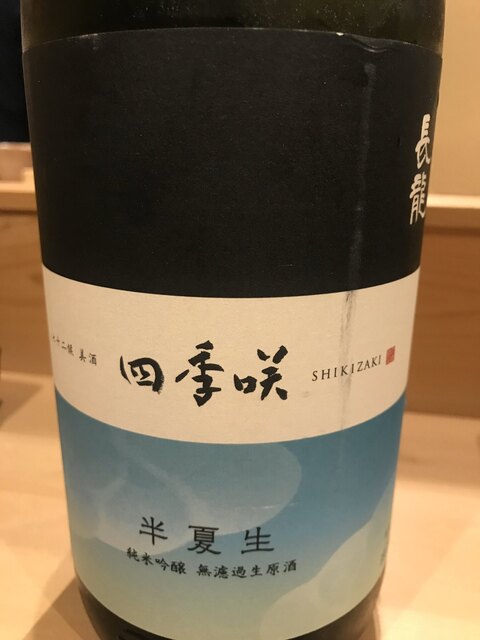 長龍
十二候 美酒
四季咲
SHIKIZAKI
半夏生
純米吟醸 無濾過生原酒